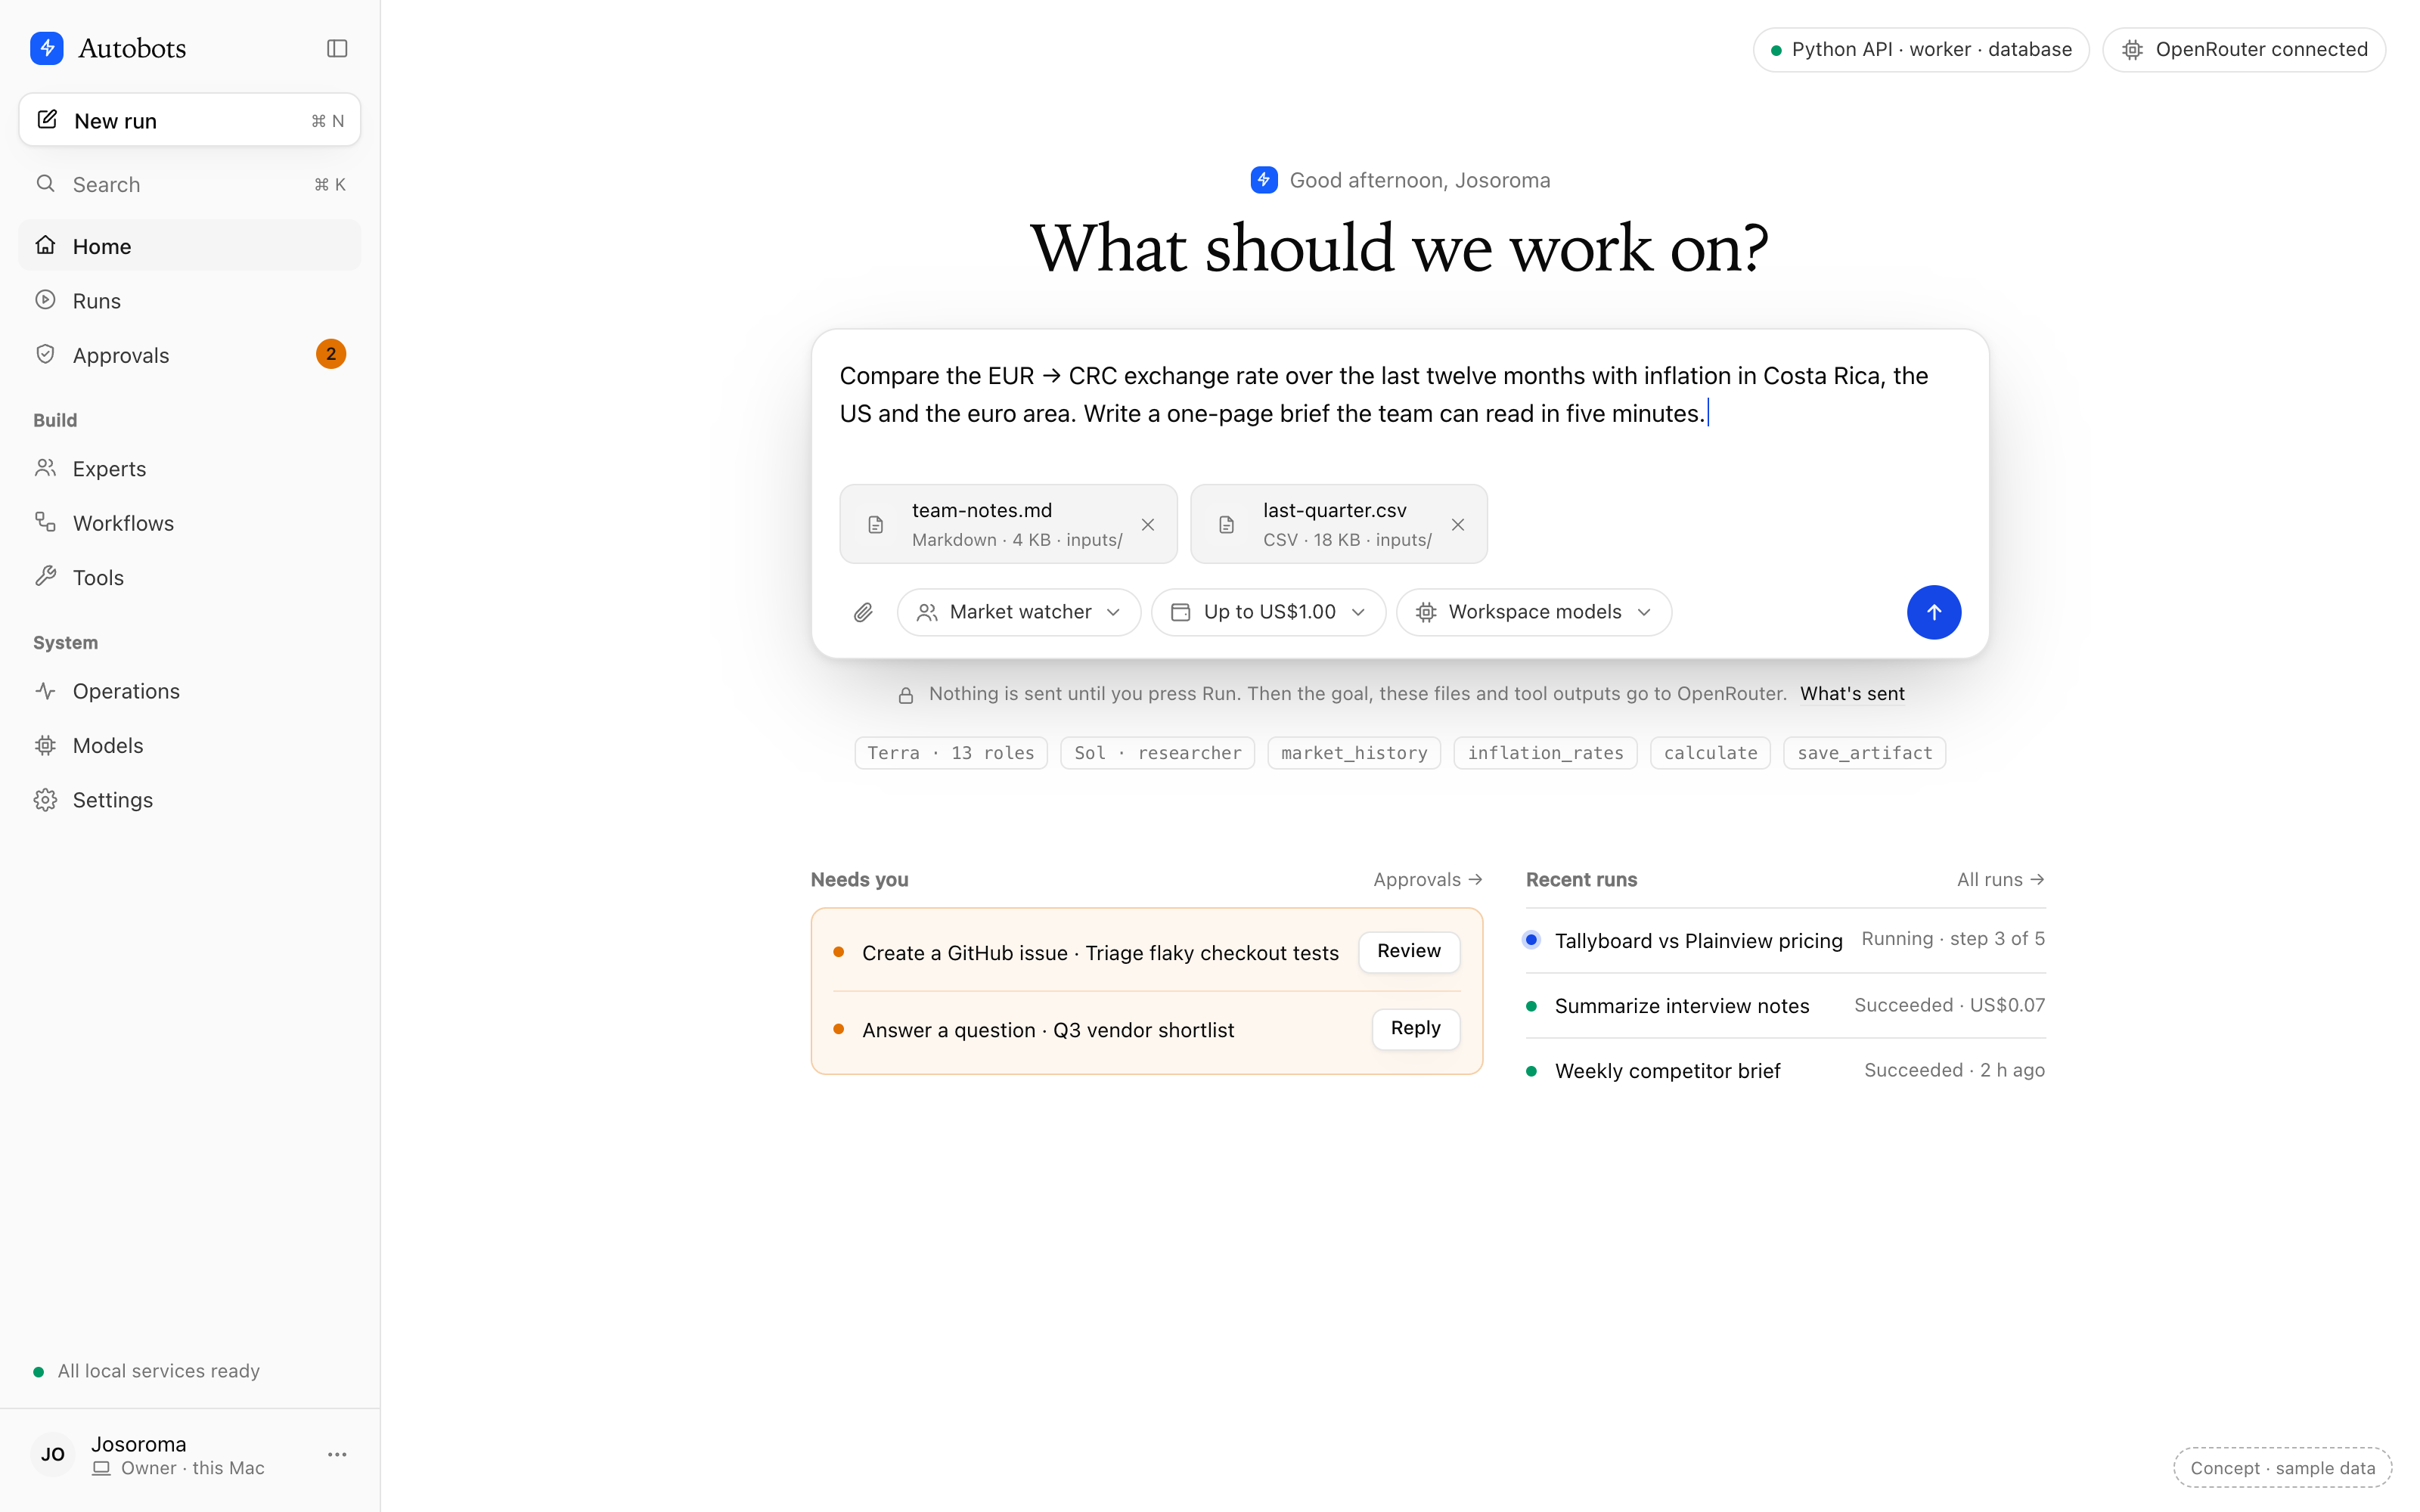 Autobots
New run ⌘ N
Search ⌘ K
Home
Runs
Approvals 2
Build
Experts
Workflows
Tools
System
Operations
Models
Settings
All local services ready
JO
Josoroma
Owner · this Mac
Python API · worker · database
OpenRouter connected
Good afternoon, Josoroma
What should we work on?
Compare the EUR → CRC exchange rate over the last twelve months with inflation in Costa Rica, the
US and the euro area. Write a one-page brief the team can read in five minutes.
team-notes.md
Markdown · 4 KB · inputs/
last-quarter.csv
CSV · 18 KB · inputs/
Market watcher
Up to US$1.00
Workspace models
Nothing is sent until you press Run. Then the goal, these files and tool outputs go to OpenRouter. What's sent
Terra · 13 roles
Sol · researcher
market_history
inflation_rates
calculate
save_artifact
Needs you
Approvals →
Create a GitHub issue · Triage flaky checkout tests
Review
Answer a question · Q3 vendor shortlist
Reply
Recent runs
All runs →
Tallyboard vs Plainview pricing
Running · step 3 of 5
Summarize interview notes
Succeeded · US$0.07
Weekly competitor brief
Succeeded · 2 h ago
Concept · sample data